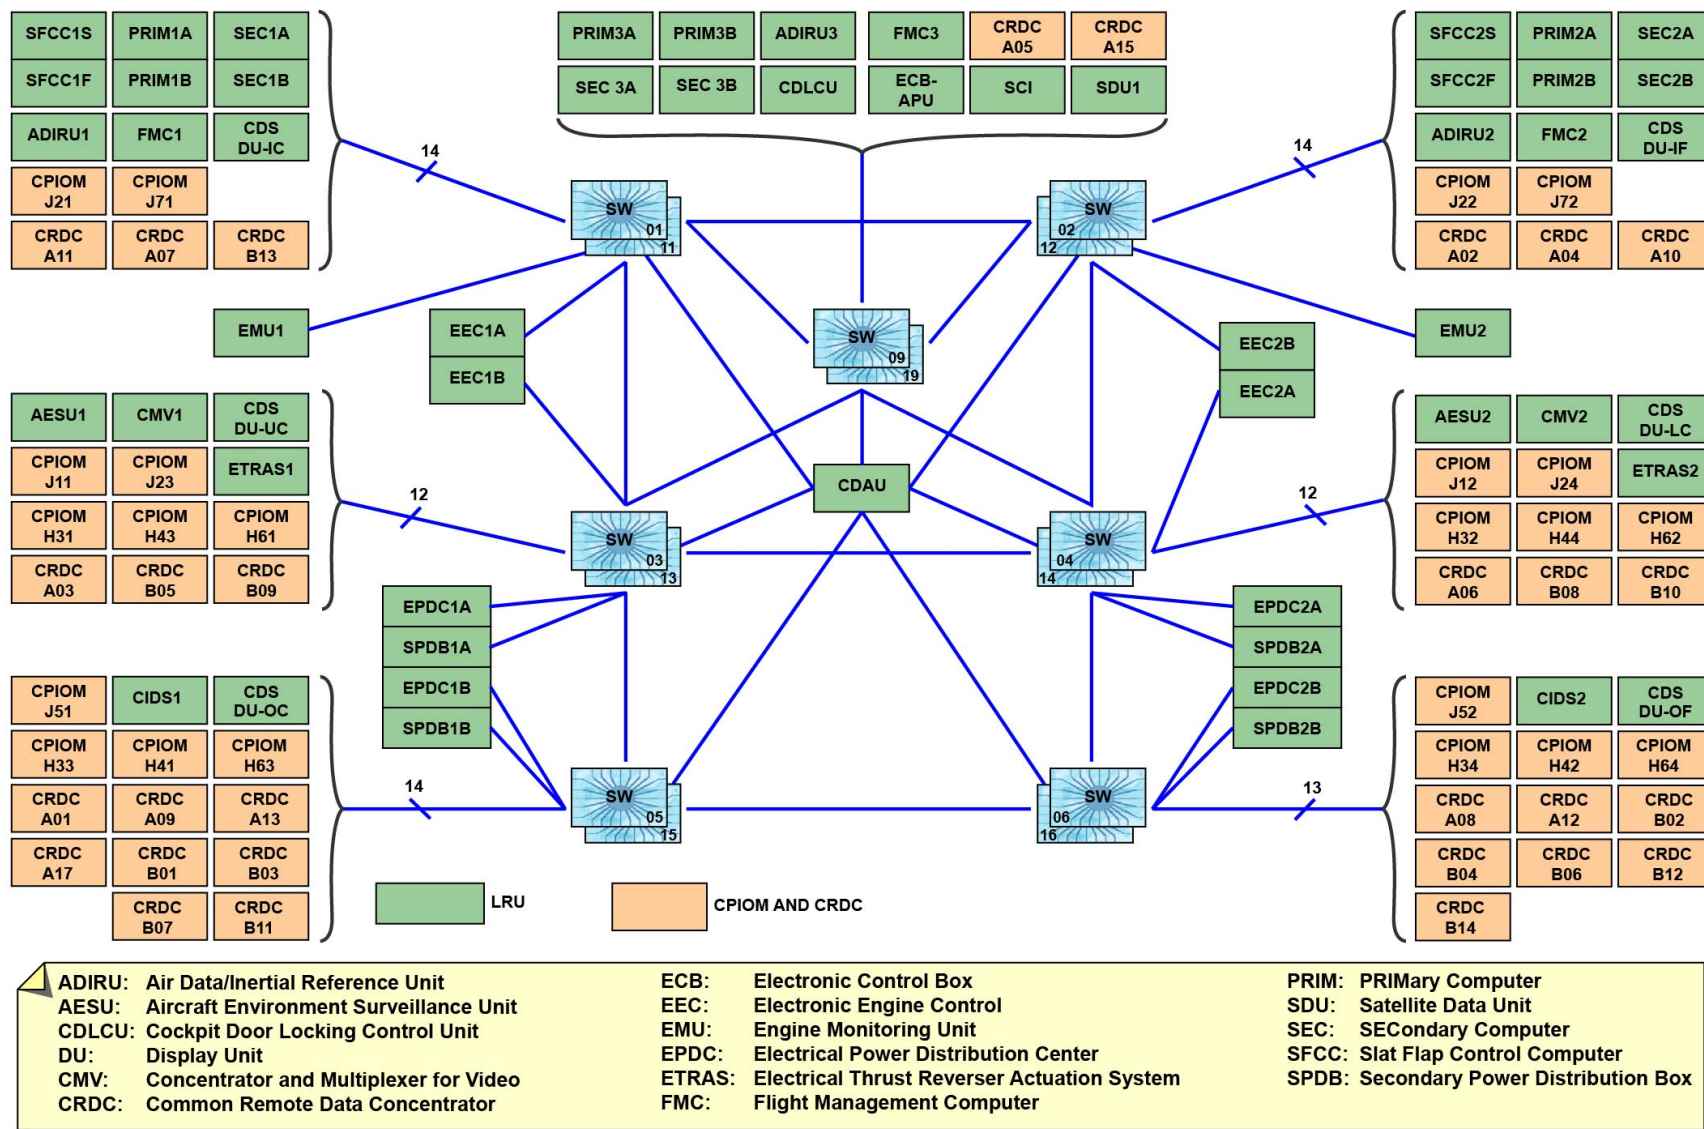 SFCC1S
PRIM1A
SEC1A
SFCC1F
PRIM1B
SEC1B
ADIRU1
FMC1
CDS
DU-IC
CPIOM
J21
CPIOM
J71
CRDC
A11
CRDC
A07
CRDC
B13
14
PRIM3A
PRIM3B
ADIRU3
FMC3
CRDC
A05
CRDC
A15
SEC 3A
SEC 3B
CDLCU
ECB-
APU
SCI
SDU1
SFCC2S
PRIM2A
SEC2A
SFCC2F
PRIM2B
SEC2B
ADIRU2
FMC2
CDS
DU-IF
CPIOM
J22
CPIOM
J72
CRDC
A02
CRDC
A04
CRDC
A10
14
SW
01
11
SW
02
12
EMU1
EEC1A
EEC1B
SW
09
19
EEC2B
EEC2A
EMU2
AESU1
CMV1
CDS
DU-UC
CPIOM
J11
CPIOM
J23
ETRAS1
CPIOM
H31
CPIOM
H43
CPIOM
H61
CRDC
A03
CRDC
B05
CRDC
B09
12
CDAU
SW
03
13
SW
04
14
AESU2
CMV2
CDS
DU-LC
CPIOM
J12
CPIOM
J24
ETRAS2
CPIOM
H32
CPIOM
H44
CPIOM
H62
CRDC
A06
CRDC
B08
CRDC
B10
12
EPDC1A
SPDB1A
EPDC1B
SPDB1B
EPDC2A
SPDB2A
EPDC2B
SPDB2B
CPIOM
J51
CIDS1
CDS
DU-OC
CPIOM
H33
CPIOM
H41
CPIOM
H63
CRDC
A01
CRDC
A09
CRDC
A13
CRDC
A17
CRDC
B01
CRDC
B03
CRDC
B07
CRDC
B11
14
SW
05
15
SW
06
16
13
CPIOM
J52
CIDS2
CDS
DU-OF
CPIOM
H34
CPIOM
H42
CPIOM
H64
CRDC
A08
CRDC
A12
CRDC
B02
CRDC
B04
CRDC
B06
CRDC
B12
CRDC
B14
LRU
CPIOM AND CRDC
ADIRU: Air Data/Inertial Reference Unit
AESU: Aircraft Environment Surveillance Unit
CDLCU: Cockpit Door Locking Control Unit
DU: Display Unit
CMV: Concentrator and Multiplexer for Video
CRDC: Common Remote Data Concentrator
ECB: Electronic Control Box
EEC: Electronic Engine Control
EMU: Engine Monitoring Unit
EPDC: Electrical Power Distribution Center
ETRAS: Electrical Thrust Reverser Actuation System
FMC: Flight Management Computer
PRIM: PRIMary Computer
SDU: Satellite Data Unit
SEC: SECondary Computer
SFCC: Slat Flap Control Computer
SPDB: Secondary Power Distribution Box